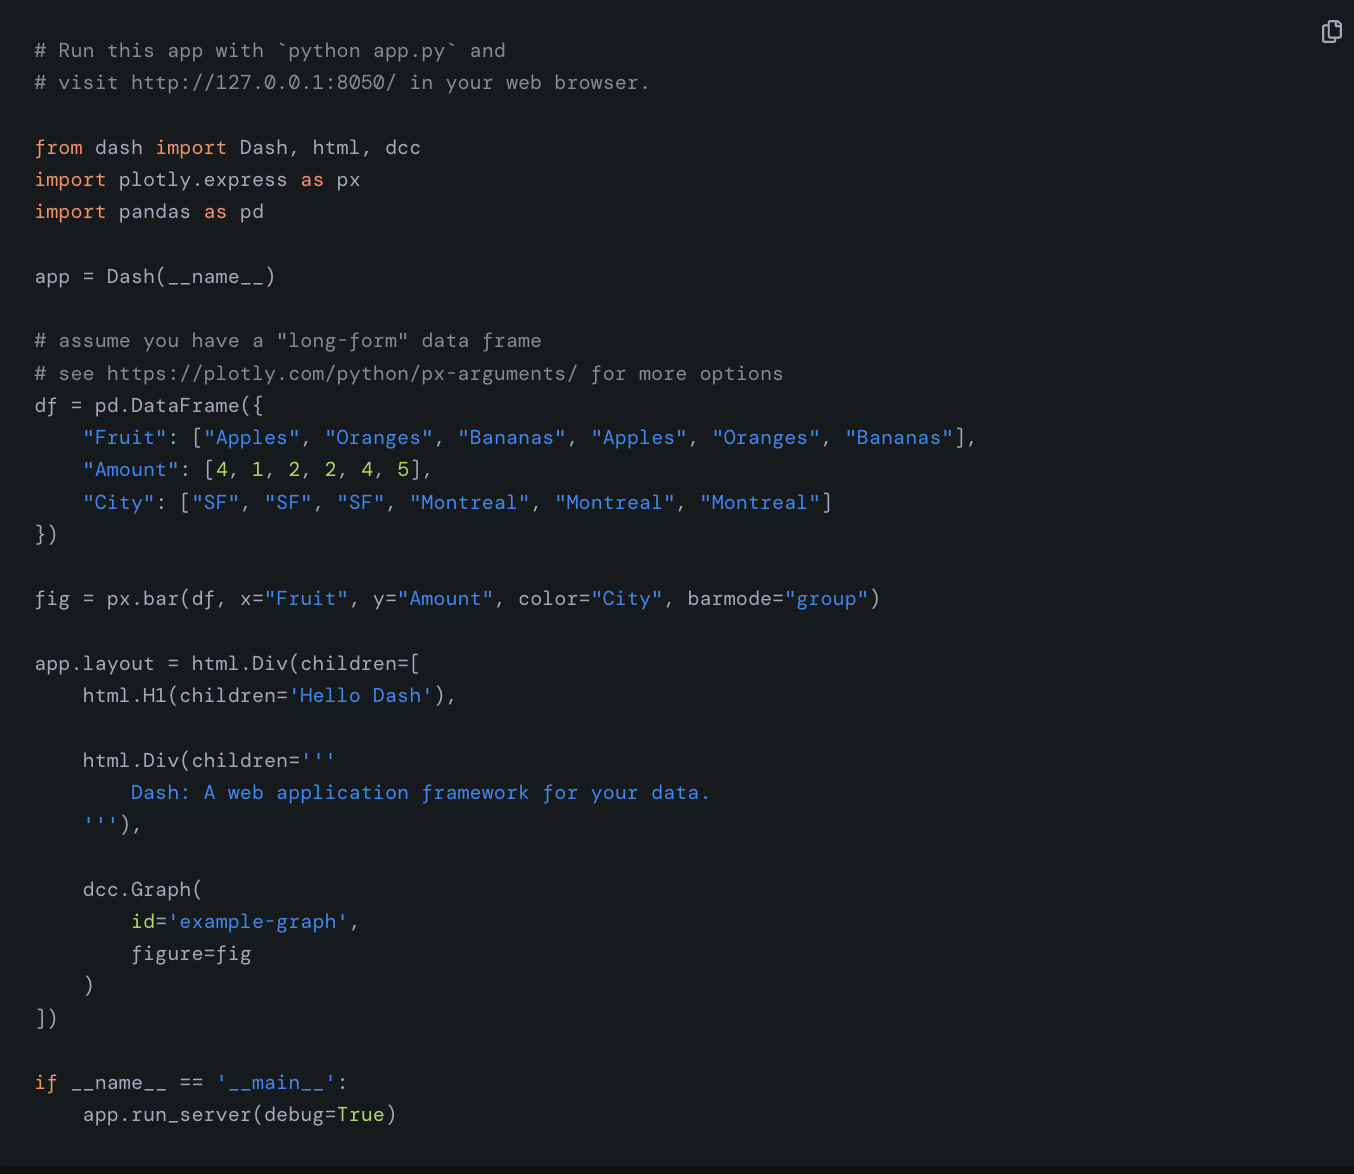 # Run this app with `python app.py` and
# visit http://127.0.0.1:8050/ in your web browser.
from dash import Dash, html, dcc
import plotly.express as px
import pandas as pd
app = Dash(__name__)
# assume you have a "long-form" data frame
# see https://plotly.com/python/px-arguments/ for more options
df = pd.DataFrame({
    "Fruit": ["Apples", "Oranges", "Bananas", "Apples", "Oranges", "Bananas"],
    "Amount": [4, 1, 2, 2, 4, 5],
    "City": ["SF", "SF", "SF", "Montreal", "Montreal", "Montreal"]
})
fig = px.bar(df, x="Fruit", y="Amount", color="City", barmode="group")
app.layout = html.Div(children=[
    html.H1(children='Hello Dash'),
    html.Div(children='''
        Dash: A web application framework for your data.
    '''),
    dcc.Graph(
        id='example-graph',
        figure=fig
    )
])
if __name__ == '__main__':
    app.run_server(debug=True)